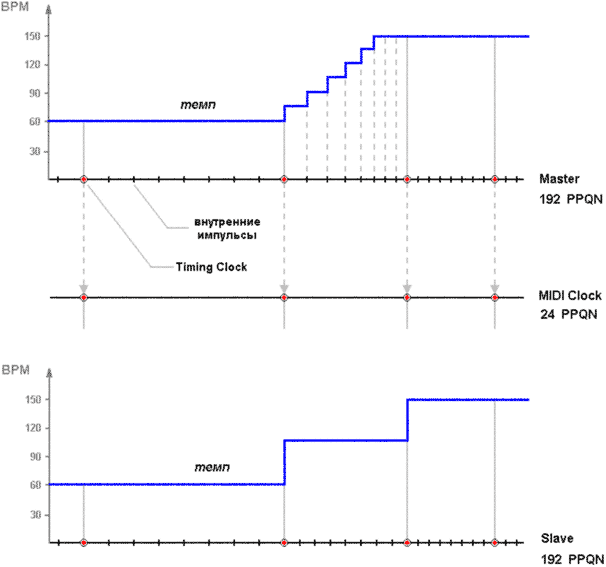 BPM
150
120
90
60
30
темп
Master
192 PPQN
внутренние
импульсы
Timing Clock
MIDI Clock
24 PPQN
BPM
150
120
90
60
30
темп
Slave
192 PPQN